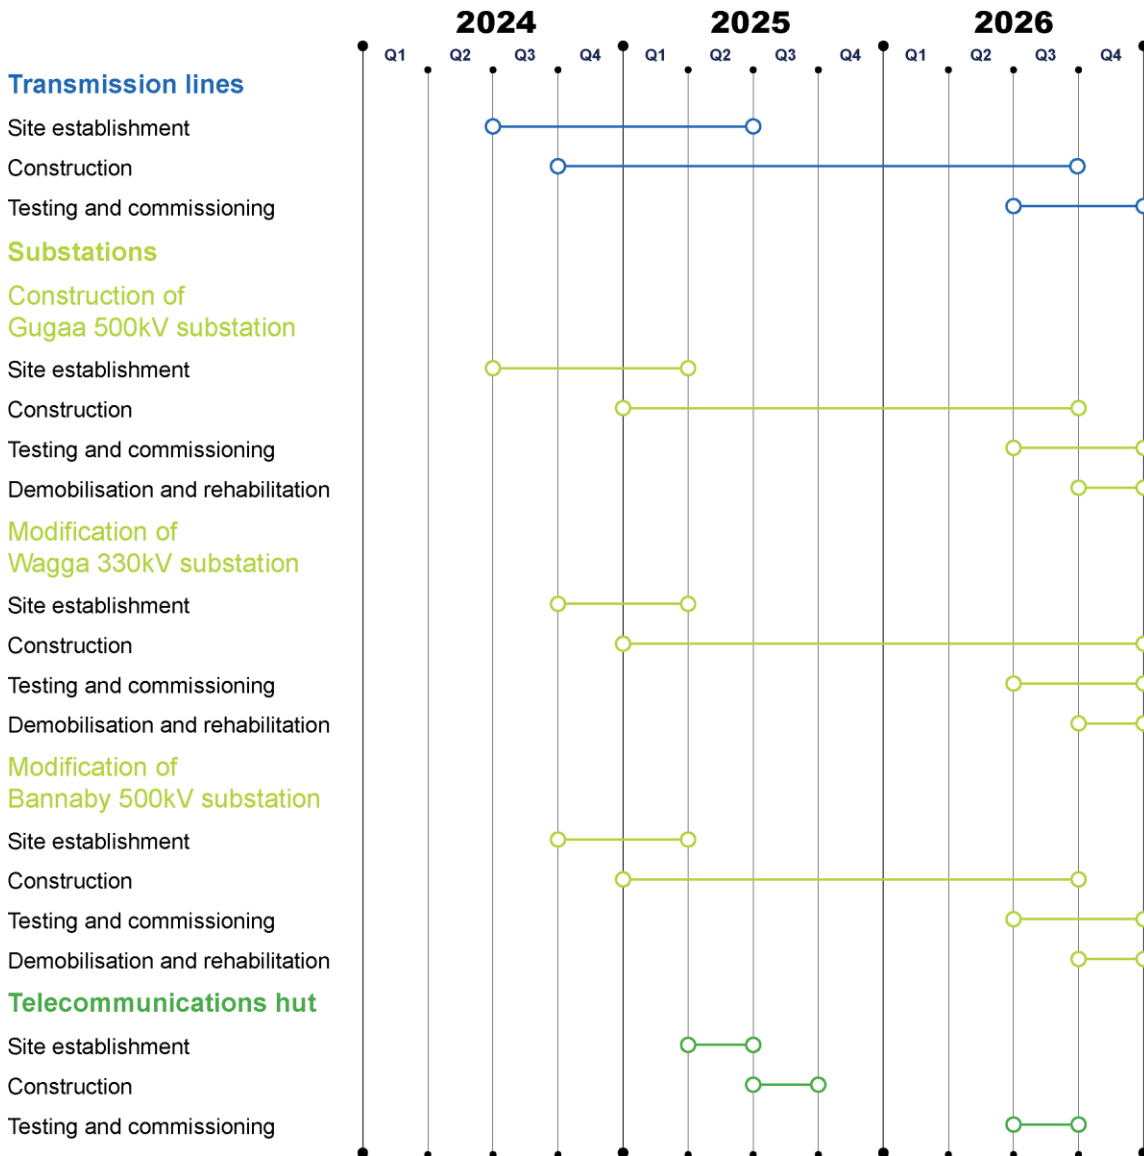 2024 2025 2026
Q1 Q2 Q3 Q4 Q1 Q2 Q3 Q4 Q1 Q2 Q3 Q4
Transmission lines
Site establishment
Construction
Testing and commissioning
Substations
Construction of
Gugaa 500kV substation
Site establishment
Construction
Testing and commissioning
Demobilisation and rehabilitation
Modification of
Wagga 330kV substation
Site establishment
Construction
Testing and commissioning
Demobilisation and rehabilitation
Modification of
Bannaby 500kV substation
Site establishment
Construction
Testing and commissioning
Demobilisation and rehabilitation
Telecommunications hut
Site establishment
Construction
Testing and commissioning